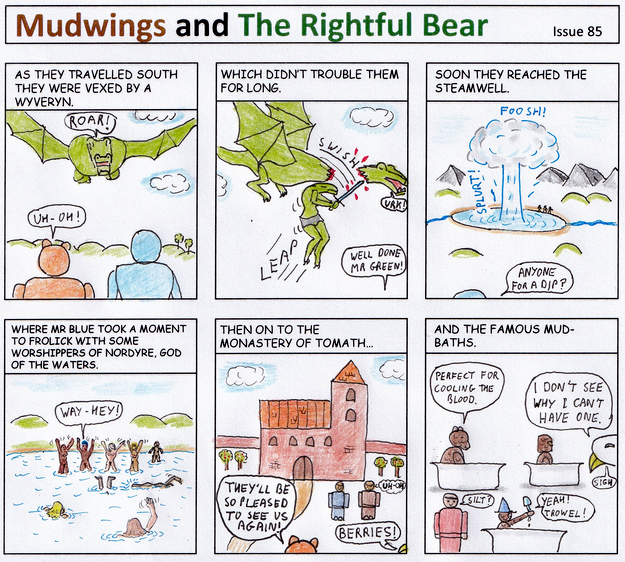 Mudwings and The Rightful Bear
Issue 85
AS THEY TRAVELLED SOUTH
THEY WERE VEXED BY A
WYVERYN.
ROAR!
UH-OH!
WHICH DIDN'T TROUBLE THEM
FOR LONG.
SWISH
URK!
LEAP
WELL DONE
MR GREEN!
SOON THEY REACHED THE
STEAMWELL.
FOOSH!
SPLURT!
ANYONE
FOR A DIP?
WHERE MR BLUE TOOK A MOMENT
TO FROLICK WITH SOME
WORSHIPPERS OF NORDYRE, GOD
OF THE WATERS.
WAY-HEY!
THEN ON TO THE
MONASTERY OF TOMATH...
THEY'LL BE
SO PLEASED
TO SEE US
AGAIN!
UH-OH
BERRIES!
AND THE FAMOUS MUD-
BATHS.
PERFECT FOR
COOLING THE
BLOOD.
I DON'T SEE
WHY I CAN'T
HAVE ONE.
SIGH
SILT?
YEAH!
TROWEL!